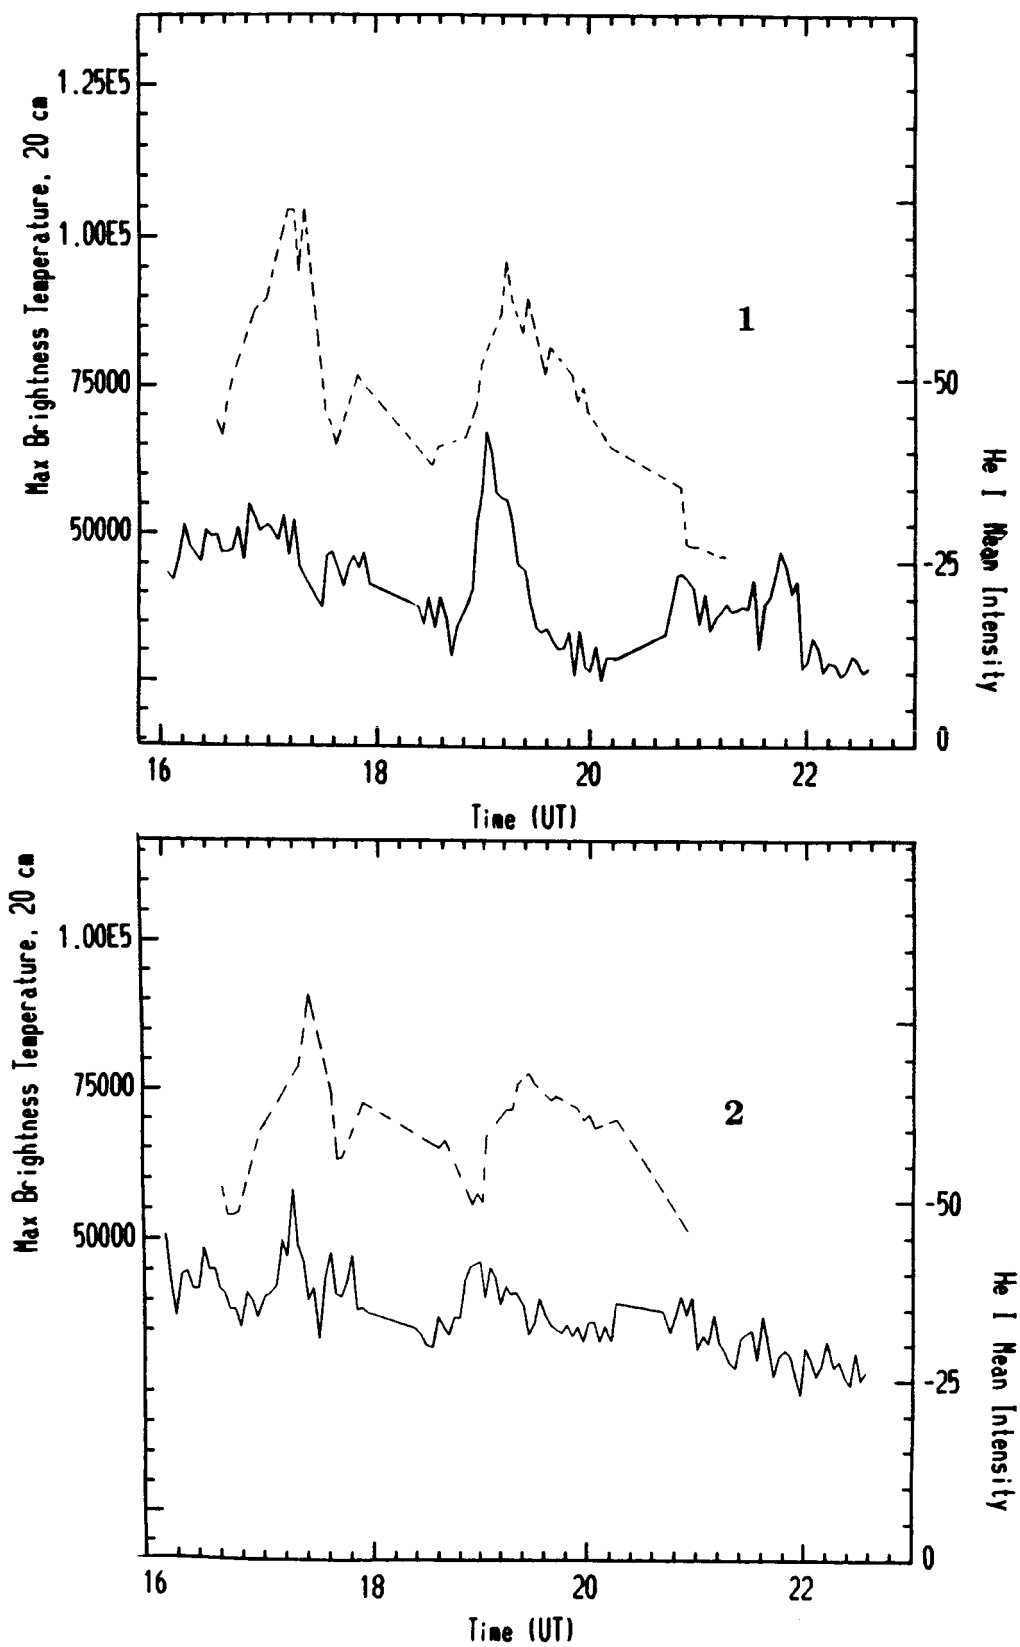 Max Brightness Temperature, 20 cm
1.25E5
1.00E5
75000
50000
1
-50
-25
0
He I Mean Intensity
16 18 20 22
Time (UT)
Max Brightness Temperature, 20 cm
1.00E5
75000
50000
2
-50
-25
0
He I Mean Intensity
16 18 20 22
Time (UT)